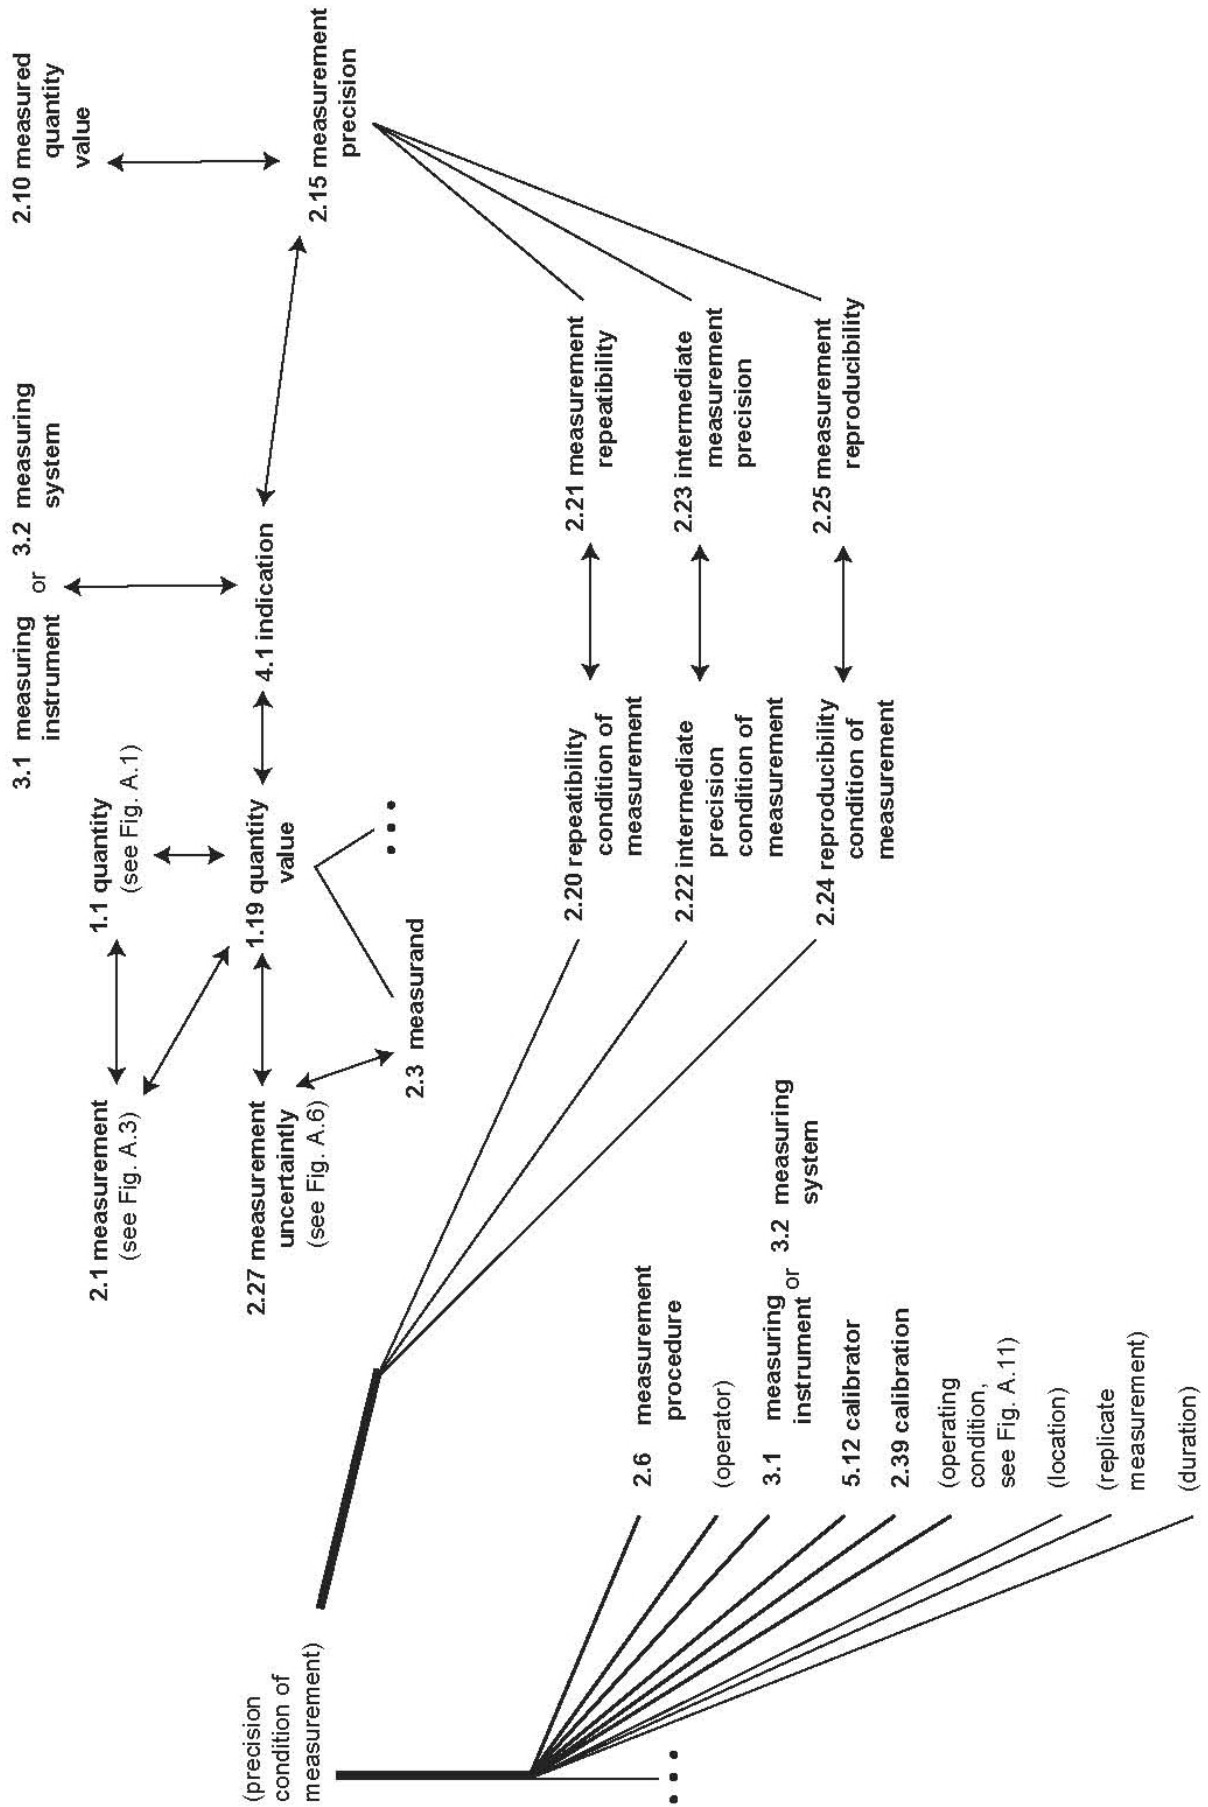 2.10 measured
quantity
value
3.1 measuring
instrument
or
3.2 measuring
system
2.15 measurement
precision
1.1 quantity
(see Fig. A.1)
2.1 measurement
(see Fig. A.3)
4.1 indication
1.19 quantity
value
2.27 measurement
uncertaintly
(see Fig. A.6)
2.3 measurand
...
(precision
condition of
measurement)
2.20 repeatibility
condition of
measurement
2.21 measurement
repeatibility
2.22 intermediate
precision
condition of
measurement
2.23 intermediate
measurement
precision
2.24 reproducibility
condition of
measurement
2.25 measurement
reproducibility
...
2.6 measurement
procedure
(operator)
3.1 measuring
instrument
or
3.2 measuring
system
5.12 calibrator
2.39 calibration
(operating
condition,
see Fig. A.11)
(location)
(replicate
measurement)
(duration)